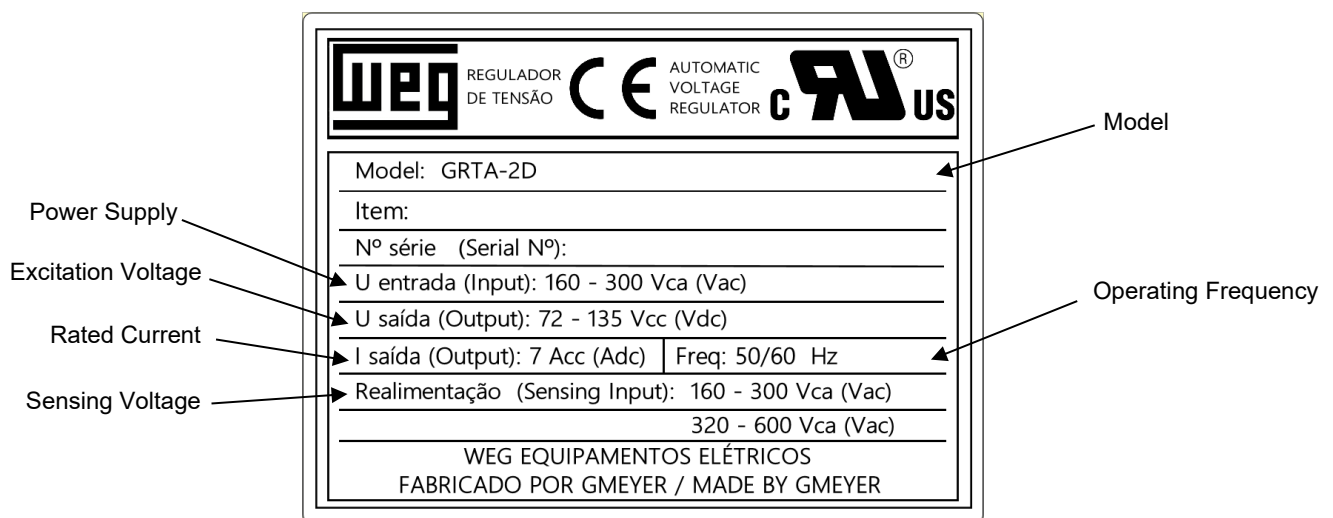 weg
REGULADOR
DE TENSÃO
CE
AUTOMATIC
VOLTAGE
REGULATOR
C RU ® US
Model
Model: GRTA-2D
Power Supply
Item:
Nº série (Serial Nº):
Excitation Voltage
U entrada (Input): 160 - 300 Vca (Vac)
Operating Frequency
U saída (Output): 72 - 135 Vcc (Vdc)
Rated Current
I saída (Output): 7 Acc (Adc) Freq: 50/60 Hz
Sensing Voltage
Realimentação (Sensing Input): 160 - 300 Vca (Vac)
320 - 600 Vca (Vac)
WEG EQUIPAMENTOS ELÉTRICOS
FABRICADO POR GMEYER / MADE BY GMEYER